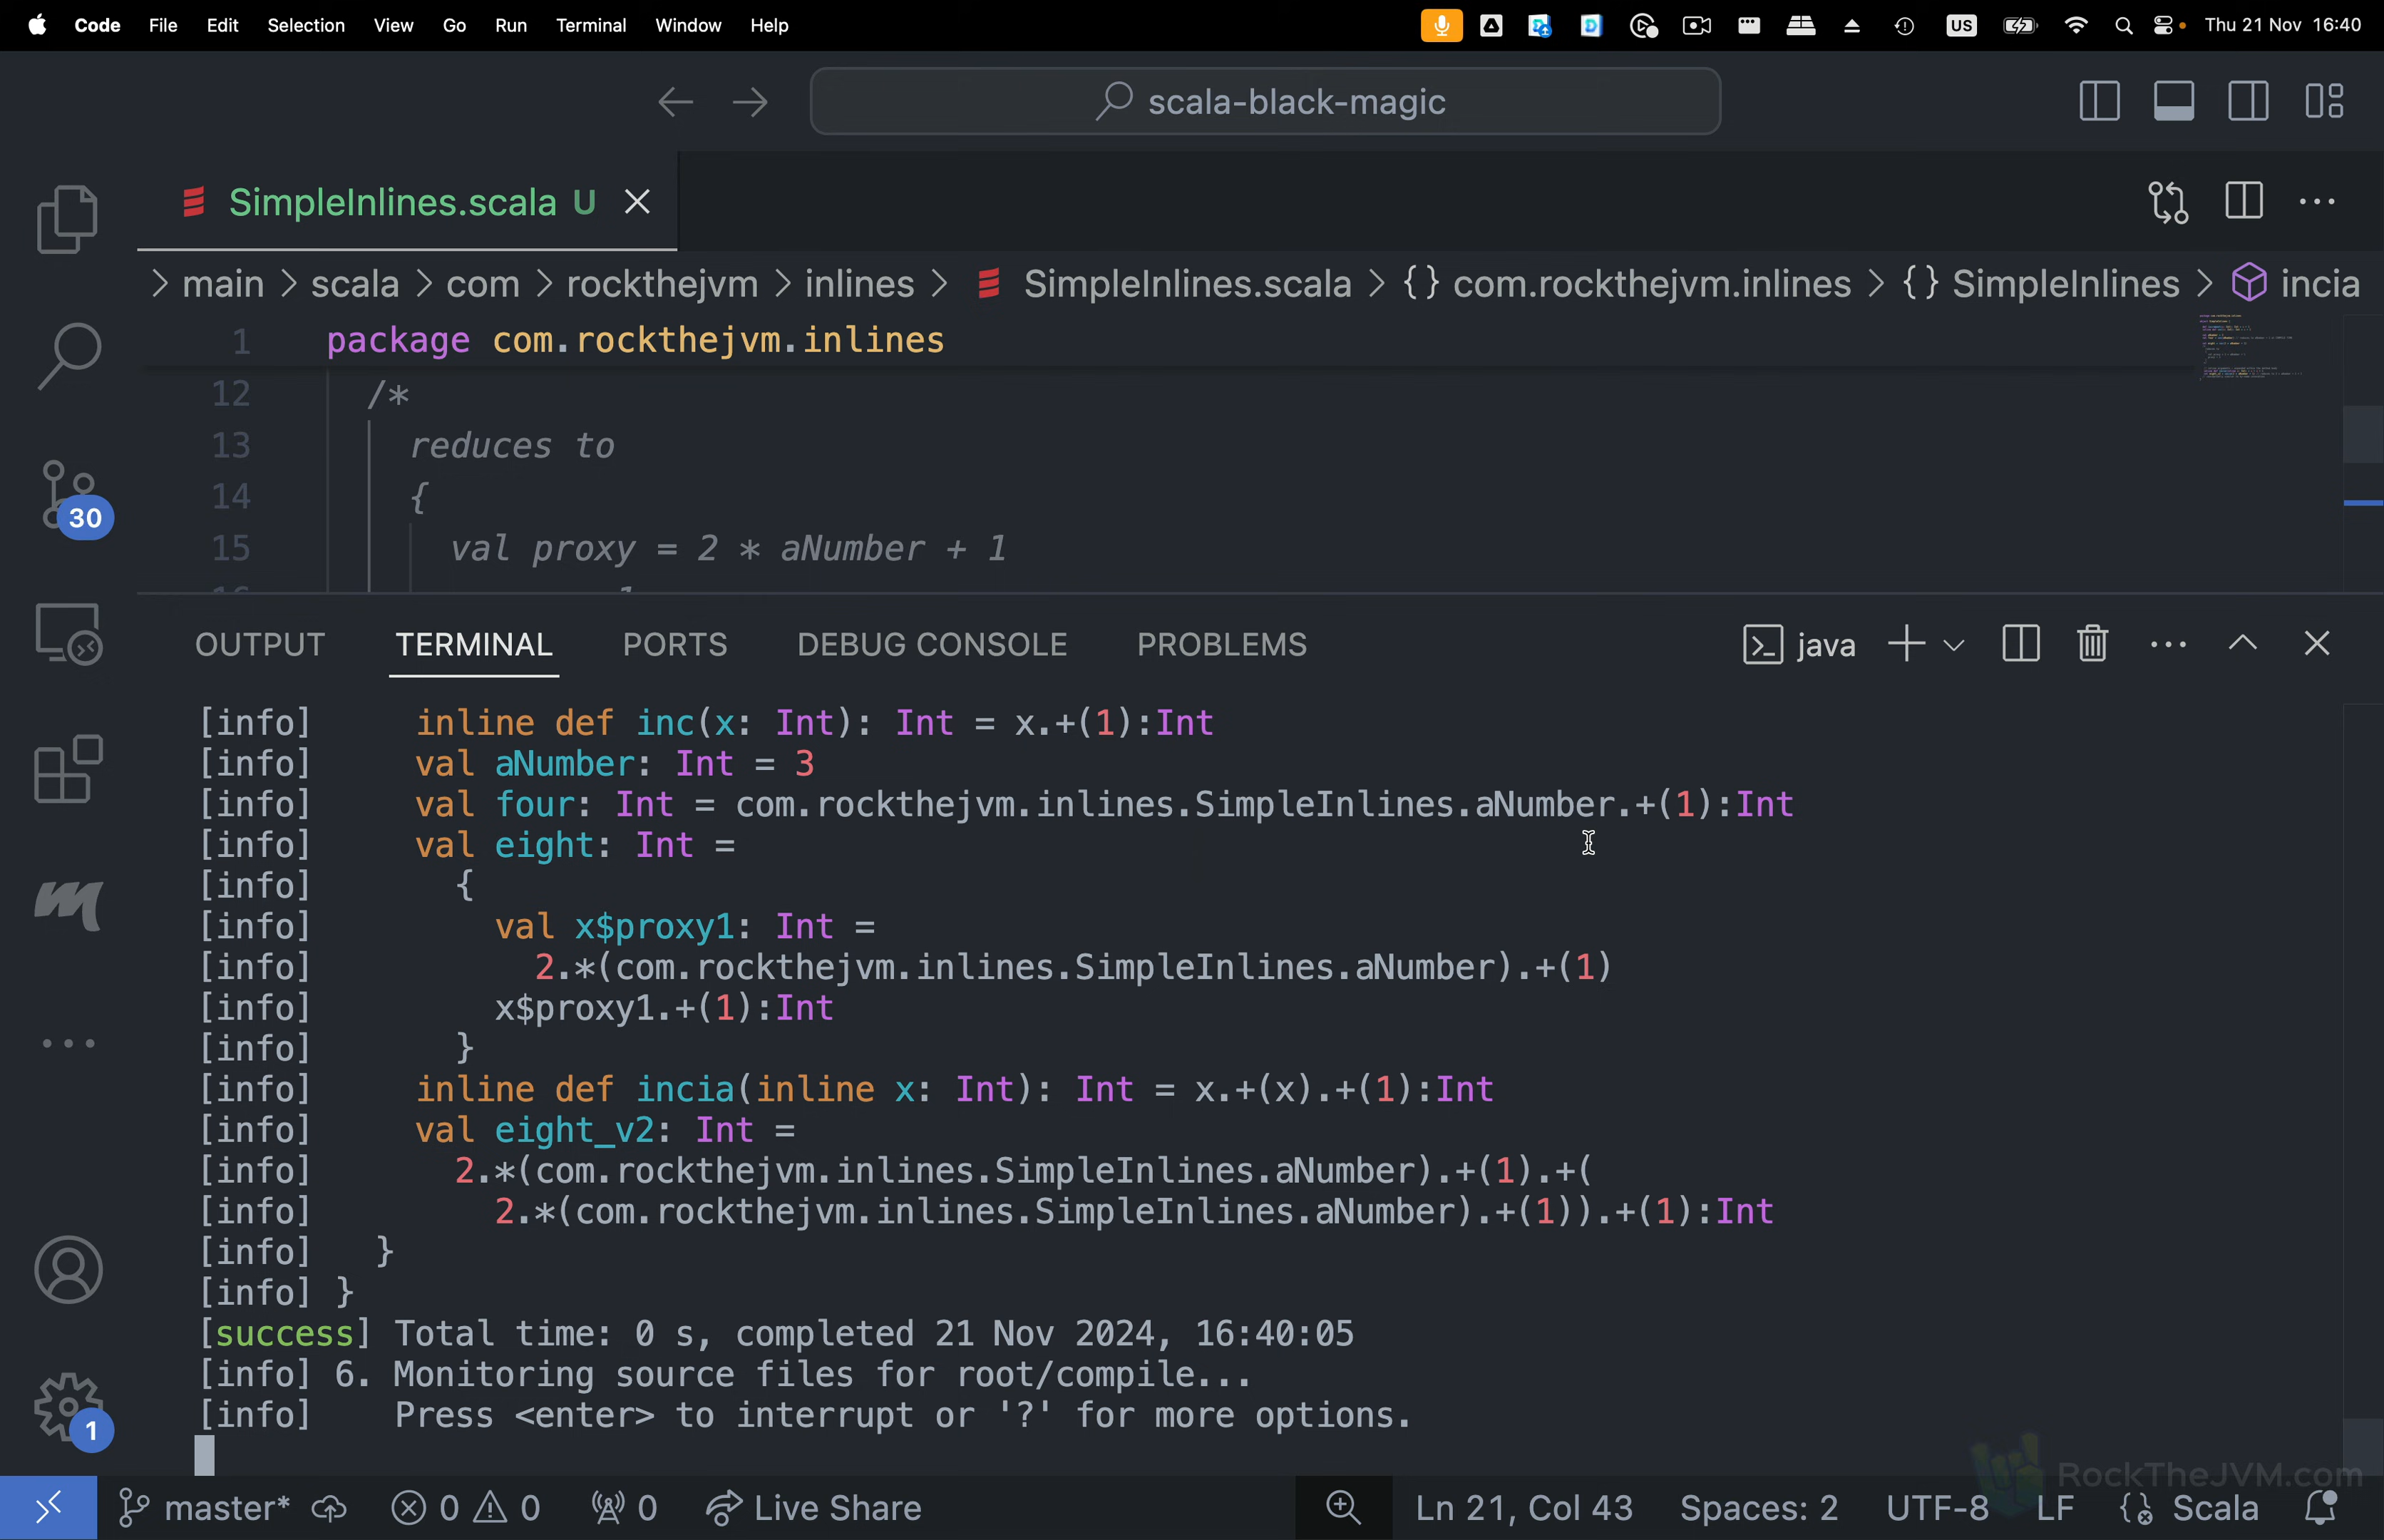 Code File Edit Selection View Go Run Terminal Window Help US Thu 21 Nov 16:40
scala-black-magic
SimpleInlines.scala U
> main > scala > com > rockthejvm > inlines > SimpleInlines.scala > {} com.rockthejvm.inlines > {} SimpleInlines > incia
1 package com.rockthejvm.inlines
12 /*
13 reduces to
14 {
15 val proxy = 2 * aNumber + 1
30
OUTPUT TERMINAL PORTS DEBUG CONSOLE PROBLEMS java
[info] inline def inc(x: Int): Int = x.+(1):Int
[info] val aNumber: Int = 3
[info] val four: Int = com.rockthejvm.inlines.SimpleInlines.aNumber.+(1):Int
[info] val eight: Int =
[info] {
[info] val x$proxy1: Int =
[info] 2.*(com.rockthejvm.inlines.SimpleInlines.aNumber).+(1)
[info] x$proxy1.+(1):Int
[info] }
[info] inline def incia(inline x: Int): Int = x.+(x).+(1):Int
[info] val eight_v2: Int =
[info] 2.*(com.rockthejvm.inlines.SimpleInlines.aNumber).+(1).+(
[info] 2.*(com.rockthejvm.inlines.SimpleInlines.aNumber).+(1)).+(1):Int
[info] }
[info] }
[success] Total time: 0 s, completed 21 Nov 2024, 16:40:05
[info] 6. Monitoring source files for root/compile...
[info] Press <enter> to interrupt or '?' for more options.
1
RockTheJVM.com
master* 0 0 0 Live Share Ln 21, Col 43 Spaces: 2 UTF-8 LF Scala